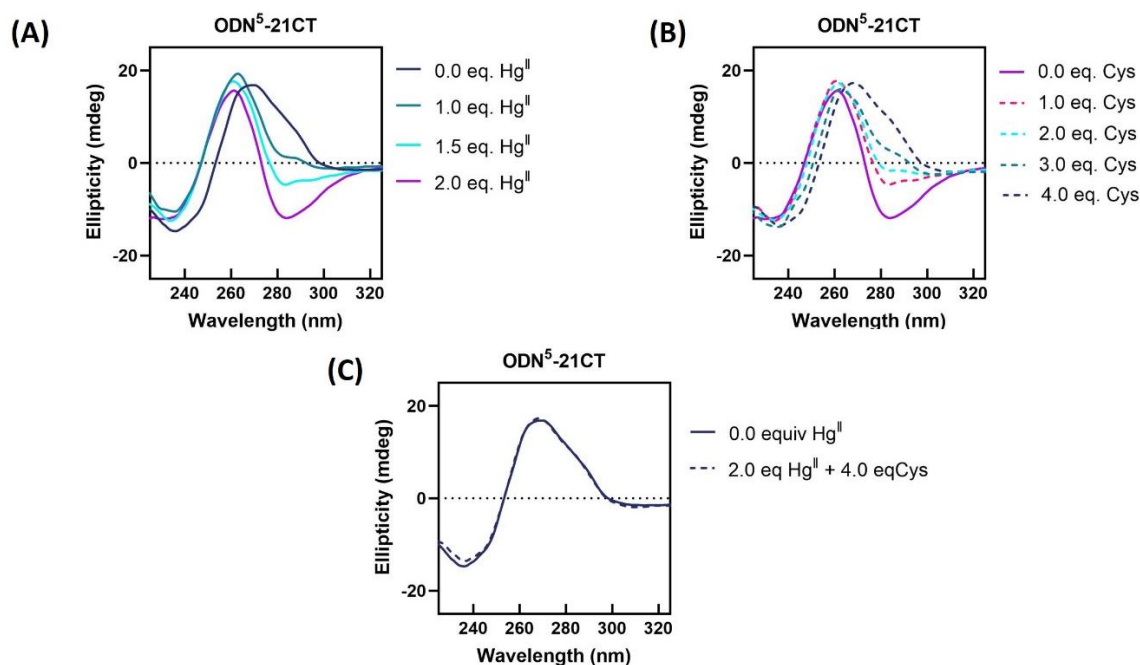 (A)
ODN⁵-21CT
Ellipticity (mdeg)
20
0
-20
240 260 280 300 320
Wavelength (nm)
0.0 eq. Hgᴵᴵ
1.0 eq. Hgᴵᴵ
1.5 eq. Hgᴵᴵ
2.0 eq. Hgᴵᴵ
(B)
ODN⁵-21CT
Ellipticity (mdeg)
20
0
-20
240 260 280 300 320
Wavelength (nm)
0.0 eq. Cys
1.0 eq. Cys
2.0 eq. Cys
3.0 eq. Cys
4.0 eq. Cys
(C)
ODN⁵-21CT
Ellipticity (mdeg)
20
0
-20
240 260 280 300 320
Wavelength (nm)
0.0 equiv Hgᴵᴵ
2.0 eq Hgᴵᴵ + 4.0 eqCys